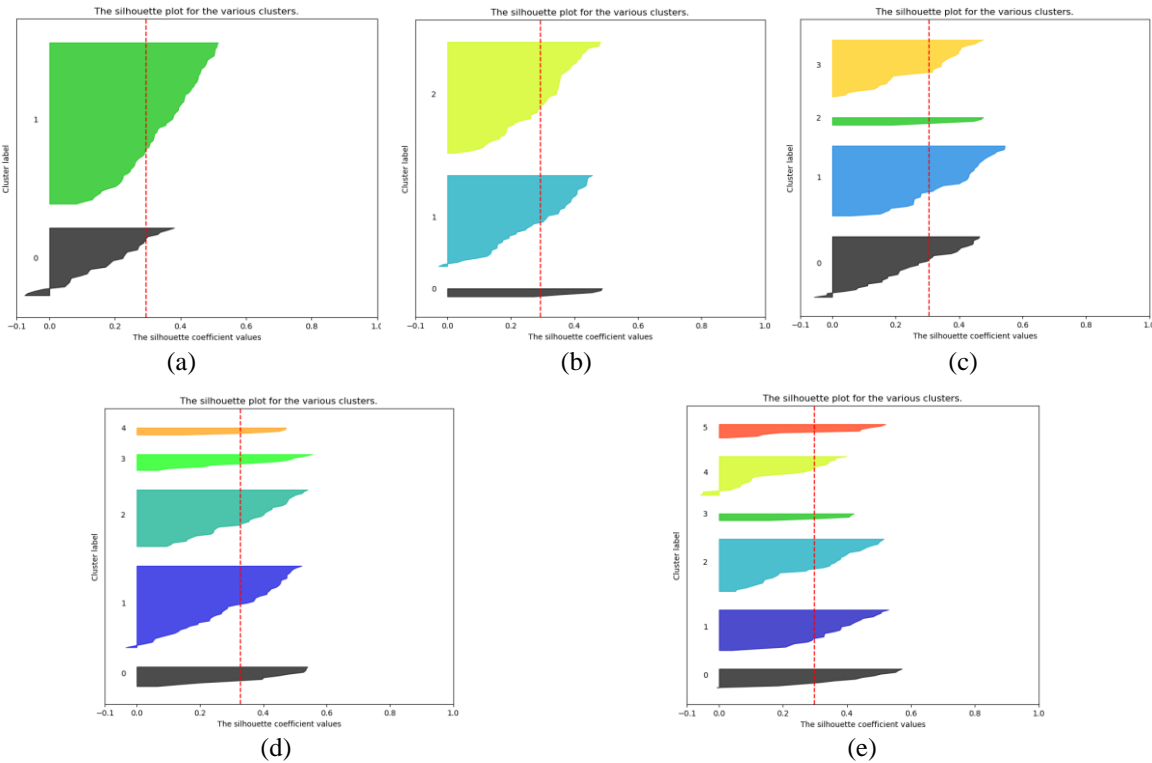 The silhouette plot for the various clusters.
Cluster label
1
0
−0.1 0.0 0.2 0.4 0.6 0.8 1.0
The silhouette coefficient values
(a)
The silhouette plot for the various clusters.
Cluster label
2
1
0
−0.1 0.0 0.2 0.4 0.6 0.8 1.0
The silhouette coefficient values
(b)
The silhouette plot for the various clusters.
Cluster label
3
2
1
0
−0.1 0.0 0.2 0.4 0.6 0.8 1.0
The silhouette coefficient values
(c)
The silhouette plot for the various clusters.
Cluster label
4
3
2
1
0
−0.1 0.0 0.2 0.4 0.6 0.8 1.0
The silhouette coefficient values
(d)
The silhouette plot for the various clusters.
Cluster label
5
4
3
2
1
0
−0.1 0.0 0.2 0.4 0.6 0.8 1.0
The silhouette coefficient values
(e)